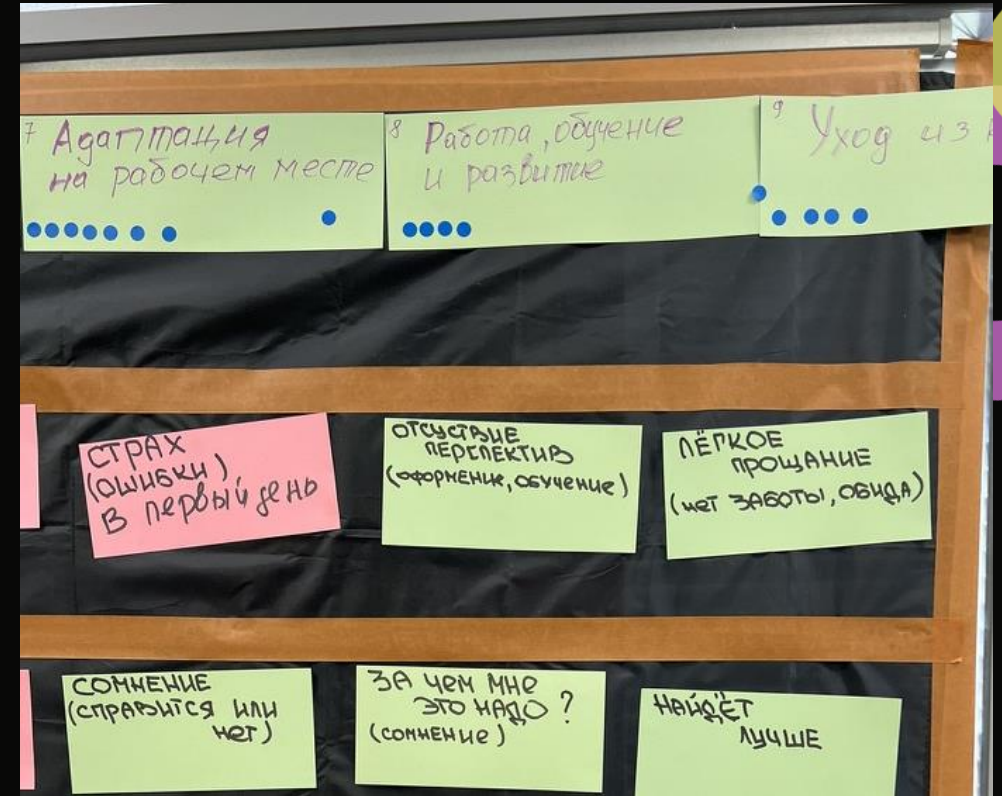 7 Адаптация
на рабочем месте
8 Работа, обучение
и развитие
9 Уход из
СТРАХ
(ОШИБКИ)
В первый день
ОТСУСТВИЕ
ПЕРСПЕКТИВ
(ОФОРМЕНИЕ, ОБУЧЕНИЕ)
ЛЁГКОЕ
ПРОЩАНИЕ
(НЕТ ЗАБОТЫ, ОБИДА)
СОМНЕНИЕ
(СПРАВИТСЯ ИЛИ
НЕТ)
ЗА ЧЕМ МНЕ
ЭТО НАДО?
(СОМНЕНИЕ)
НАЙДЁТ
ЛУЧШЕ